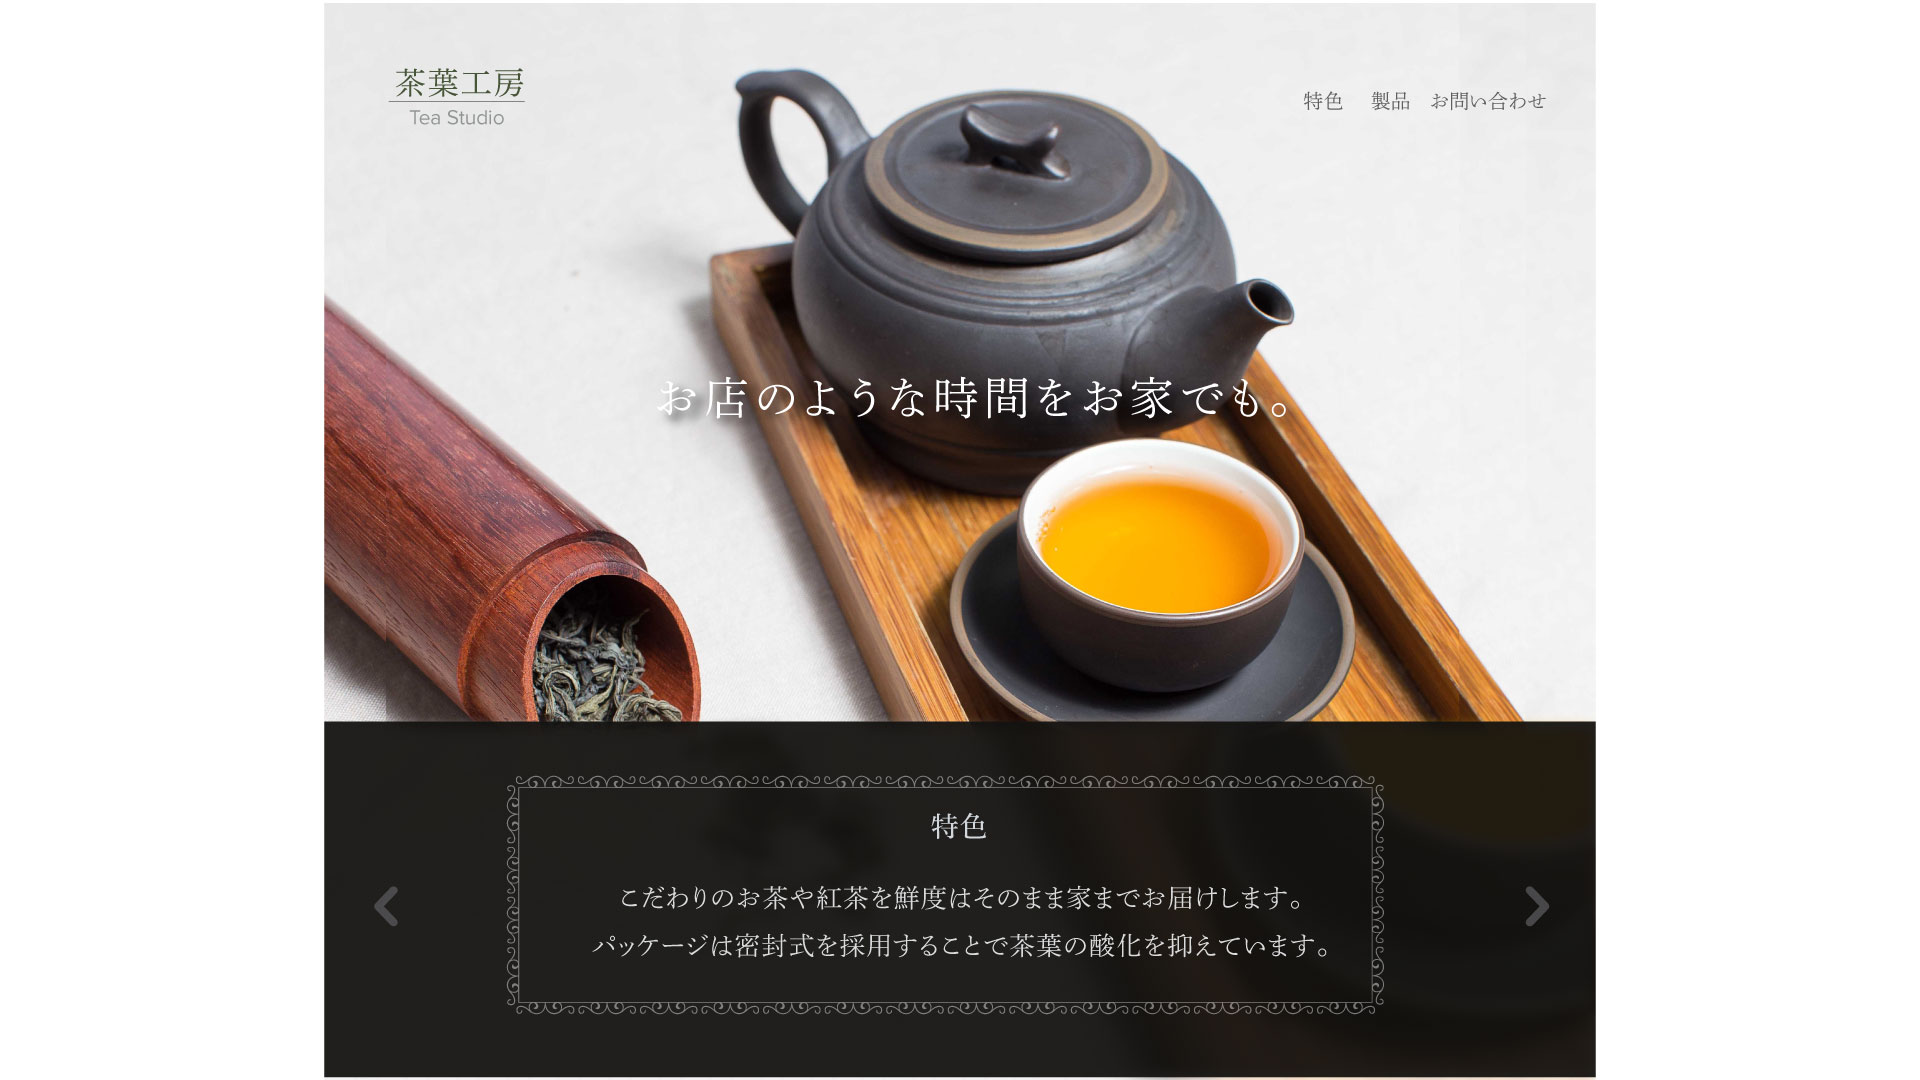 茶葉工房
Tea Studio
特色 製品 お問い合わせ
お店のような時間をお家でも。
特色
こだわりのお茶や紅茶を鮮度はそのまま家までお届けします。
パッケージは密封式を採用することで茶葉の酸化を抑えています。